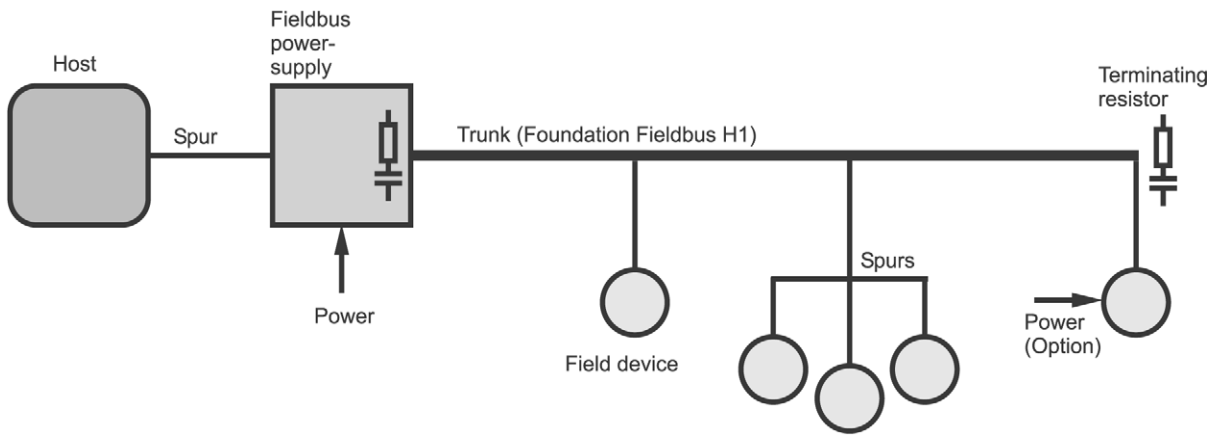 Fieldbus
power-
supply
Host
Terminating
resistor
Spur
Trunk (Foundation Fieldbus H1)
Spurs
Power
Power
(Option)
Field device